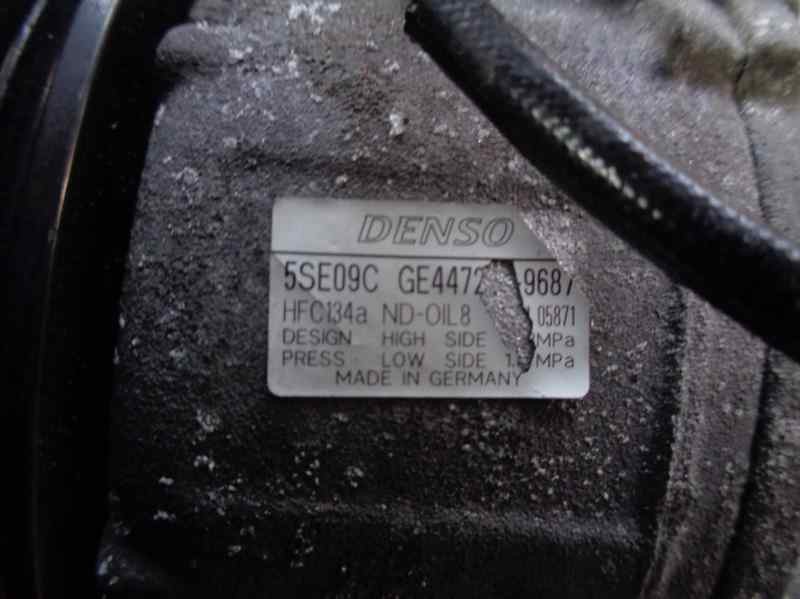 DENSO
5SE09C GE4472 -9687
HFC134a ND-OIL8 05871
DESIGN HIGH SIDE MPa
PRESS LOW SIDE 1. MPa
MADE IN GERMANY